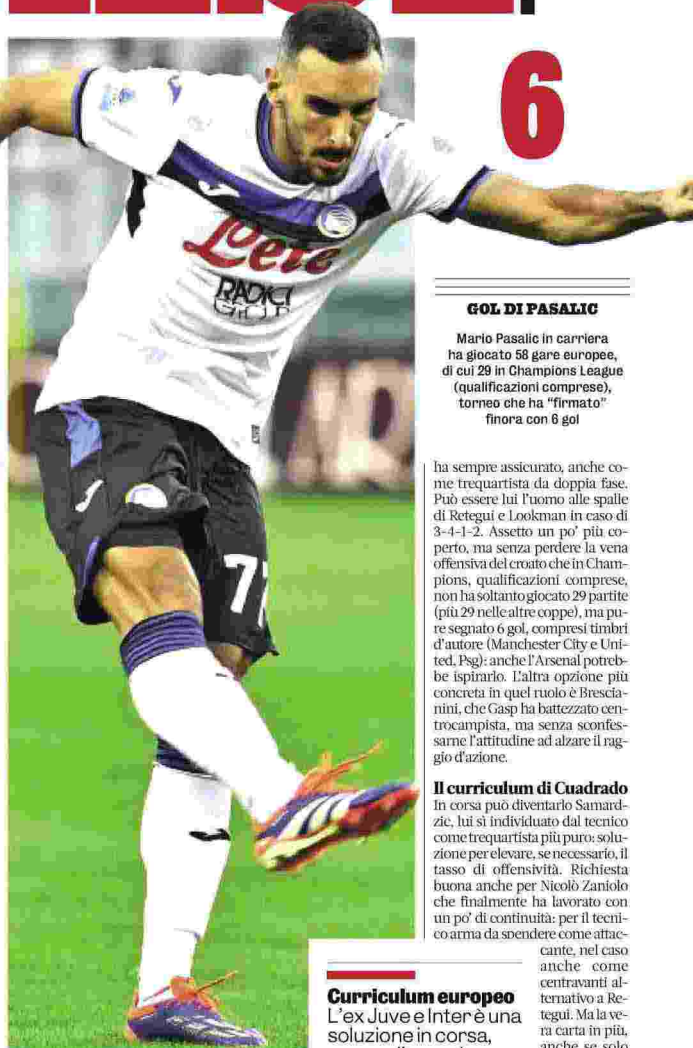 6
GOL DI PASALIC
Mario Pasalic in carriera
ha giocato 58 gare europee,
di cui 29 in Champions League
(qualificazioni comprese),
torneo che ha “firmato”
finora con 6 gol
Lete
RADICI
GROUP
7
ha sempre assicurato, anche co-
me trequartista da doppia fase.
Può essere lui l’uomo alle spalle
di Retegui e Lookman in caso di
3-4-1-2. Assetto un po’ più co-
perto, ma senza perdere la vena
offensiva del croato che in Cham-
pions, qualificazioni comprese,
non ha soltanto giocato 29 partite
(più 29 nelle altre coppe), ma pu-
re segnato 6 gol, compresi timbri
d’autore (Manchester City e Uni-
ted, Psg): anche l’Arsenal potreb-
be ispirarlo. L’altra opzione più
concreta in quel ruolo è Brescia-
nini, che Gasp ha battezzato cen-
trocampista, ma senza sconfes-
sarne l’attitudine ad alzare il rag-
gio d’azione.
Il curriculum di Cuadrado
In corsa può diventarlo Samard-
zic, lui sì individuato dal tecnico
come trequartista più puro: solu-
zione per elevare, se necessario, il
tasso di offensività. Richiesta
buona anche per Nicolò Zaniolo
che finalmente ha lavorato con
un po’ di continuità: per il tecni-
co arma da spendere come attac-
cante, nel caso
anche come
centravanti al-
ternativo a Re-
tegui. Ma la ve-
ra carta in più,
anche se solo
Curriculum europeo
L’ex Juve e Inter è una
soluzione in corsa,